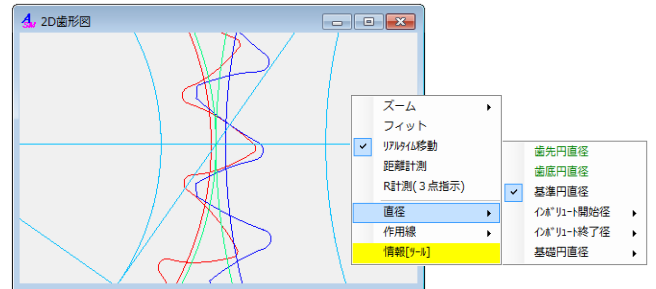 A Sim 2D歯形図
ズーム
フィット
リアルタイム移動
距離計測
R計測(３点指示)
直径
作用線
情報[ツール]
歯先円直径
歯底円直径
基準円直径
インボリュート開始径
インボリュート終了径
基礎円直径